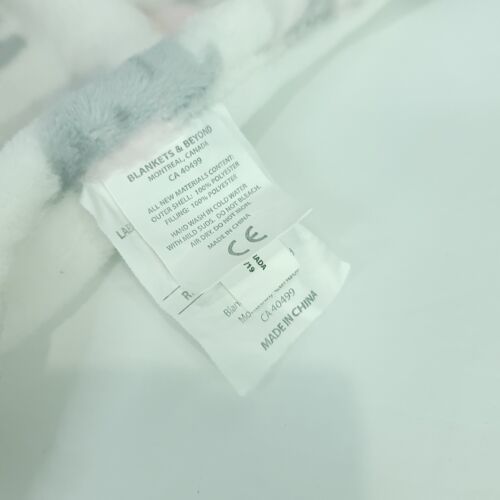 BLANKETS & BEYOND
MONTREAL, CANADA
CA 40499
ALL NEW MATERIALS CONTENT:
OUTER SHELL: 100% POLYESTER
FILLING: 100% POLYESTER
HAND WASH IN COLD WATER
WITH MILD SUDS. DO NOT BLEACH.
AIR DRY. DO NOT IRON.
MADE IN CHINA
CE
/19
CA 40499
MADE IN CHINA